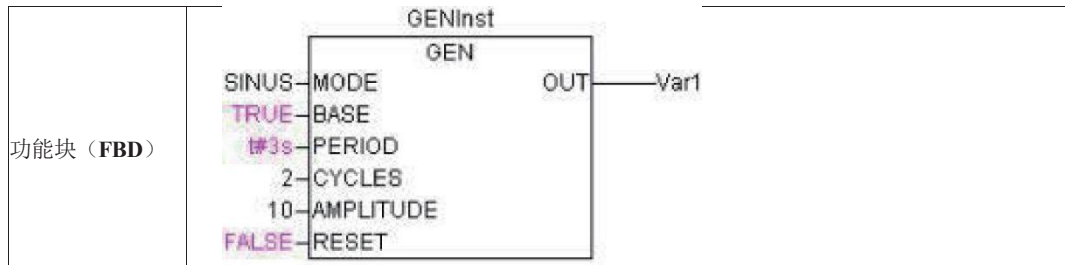 GENInst
GEN
SINUS MODE OUT Var1
TRUE BASE
t#3s PERIOD
2 CYCLES
10 AMPLITUDE
FALSE RESET
功能块（FBD）